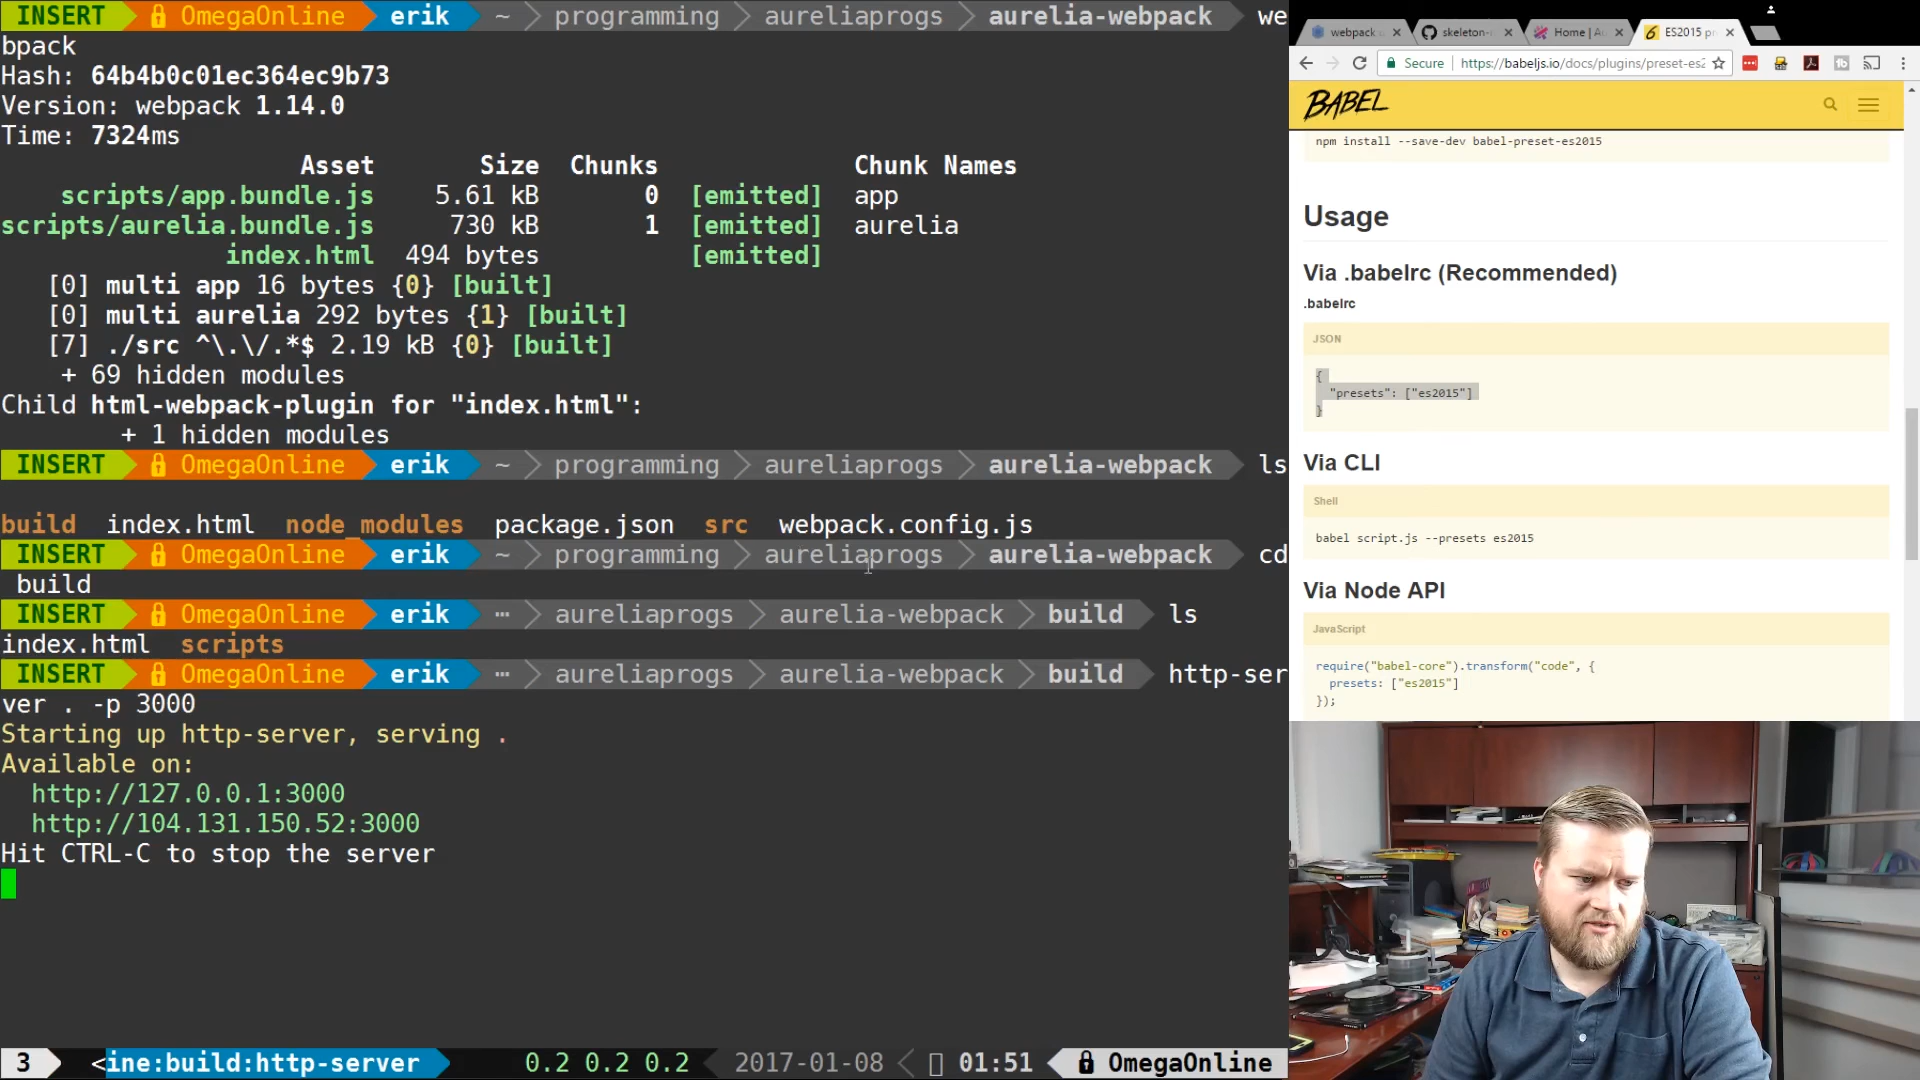 INSERT OmegaOnline erik ~ programming aureliaprogs aurelia-webpack we
bpack
Hash: 64b4b0c01ec364ec9b73
Version: webpack 1.14.0
Time: 7324ms
Asset Size Chunks Chunk Names
scripts/app.bundle.js 5.61 kB 0 [emitted] app
scripts/aurelia.bundle.js 730 kB 1 [emitted] aurelia
index.html 494 bytes [emitted]
[0] multi app 16 bytes {0} [built]
[0] multi aurelia 292 bytes {1} [built]
[7] ./src ^\.\/.*$ 2.19 kB {0} [built]
+ 69 hidden modules
Child html-webpack-plugin for "index.html":
+ 1 hidden modules
INSERT OmegaOnline erik ~ programming aureliaprogs aurelia-webpack ls
build index.html node_modules package.json src webpack.config.js
INSERT OmegaOnline erik ~ programming aureliaprogs aurelia-webpack cd
build
INSERT OmegaOnline erik ⋯ aureliaprogs aurelia-webpack build ls
index.html scripts
INSERT OmegaOnline erik ⋯ aureliaprogs aurelia-webpack build http-ser
ver . -p 3000
Starting up http-server, serving .
Available on:
http://127.0.0.1:3000
http://104.131.150.52:3000
Hit CTRL-C to stop the server
3 <ine:build:http-server 0.2 0.2 0.2 2017-01-08 01:51 OmegaOnline
webpack skeleton- Home | A ES2015 pr
Secure https://babeljs.io/docs/plugins/preset-es2
BABEL
npm install --save-dev babel-preset-es2015
Usage
Via .babelrc (Recommended)
.babelrc
JSON
{
"presets": ["es2015"]
}
Via CLI
Shell
babel script.js --presets es2015
Via Node API
JavaScript
require("babel-core").transform("code", {
presets: ["es2015"]
});